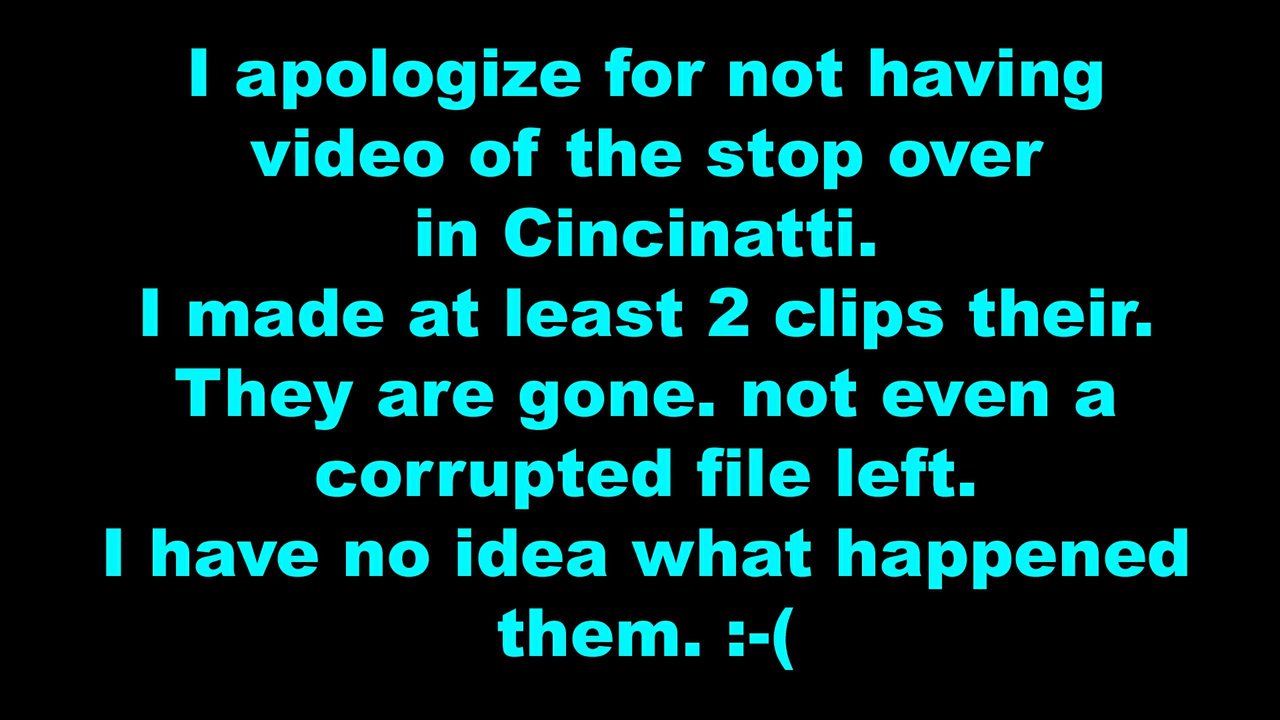 I apologize for not having
video of the stop over
in Cincinatti.
I made at least 2 clips their.
They are gone. not even a
corrupted file left.
I have no idea what happened
them. :-(